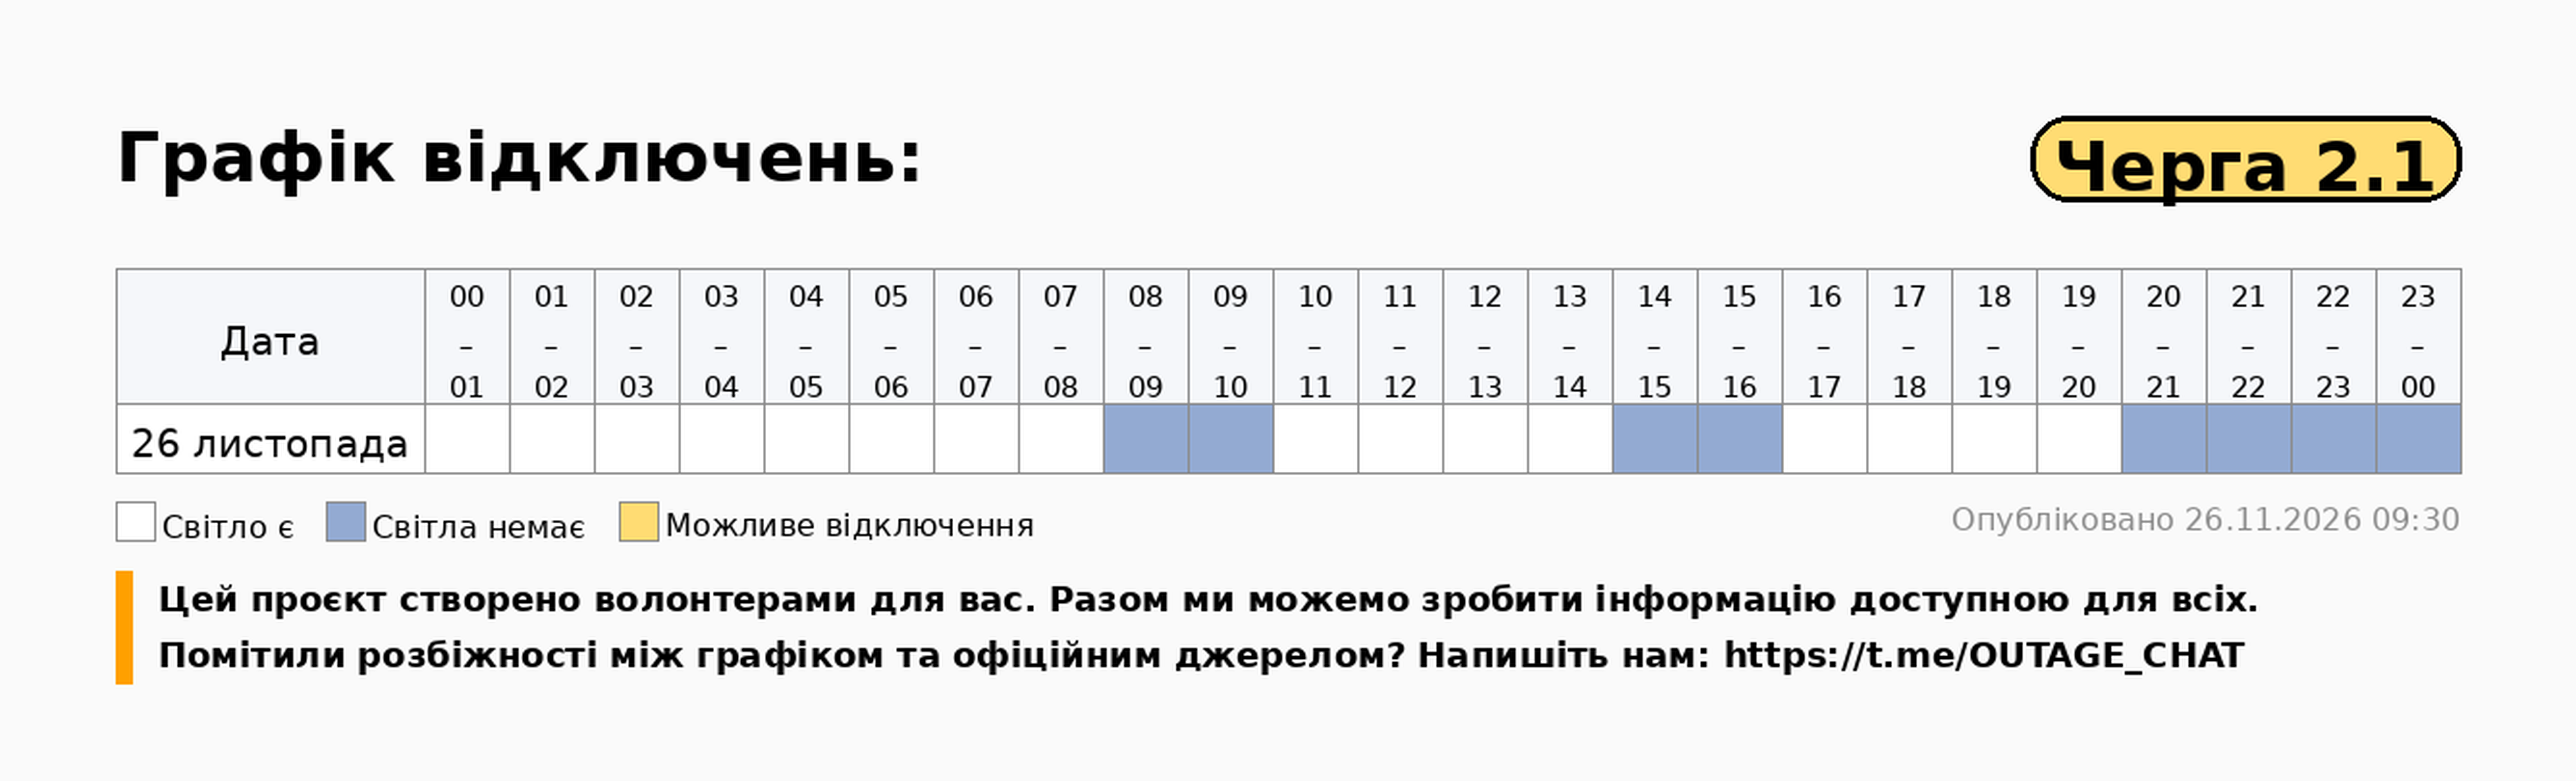 Графік відключень:
Черга 2.1
Дата
00 – 01
01 – 02
02 – 03
03 – 04
04 – 05
05 – 06
06 – 07
07 – 08
08 – 09
09 – 10
10 – 11
11 – 12
12 – 13
13 – 14
14 – 15
15 – 16
16 – 17
17 – 18
18 – 19
19 – 20
20 – 21
21 – 22
22 – 23
23 – 00
26 листопада
Світло є
Світла немає
Можливе відключення
Опубліковано 26.11.2026 09:30
Цей проєкт створено волонтерами для вас. Разом ми можемо зробити інформацію доступною для всіх.
Помітили розбіжності між графіком та офіційним джерелом? Напишіть нам: https://t.me/OUTAGE_CHAT